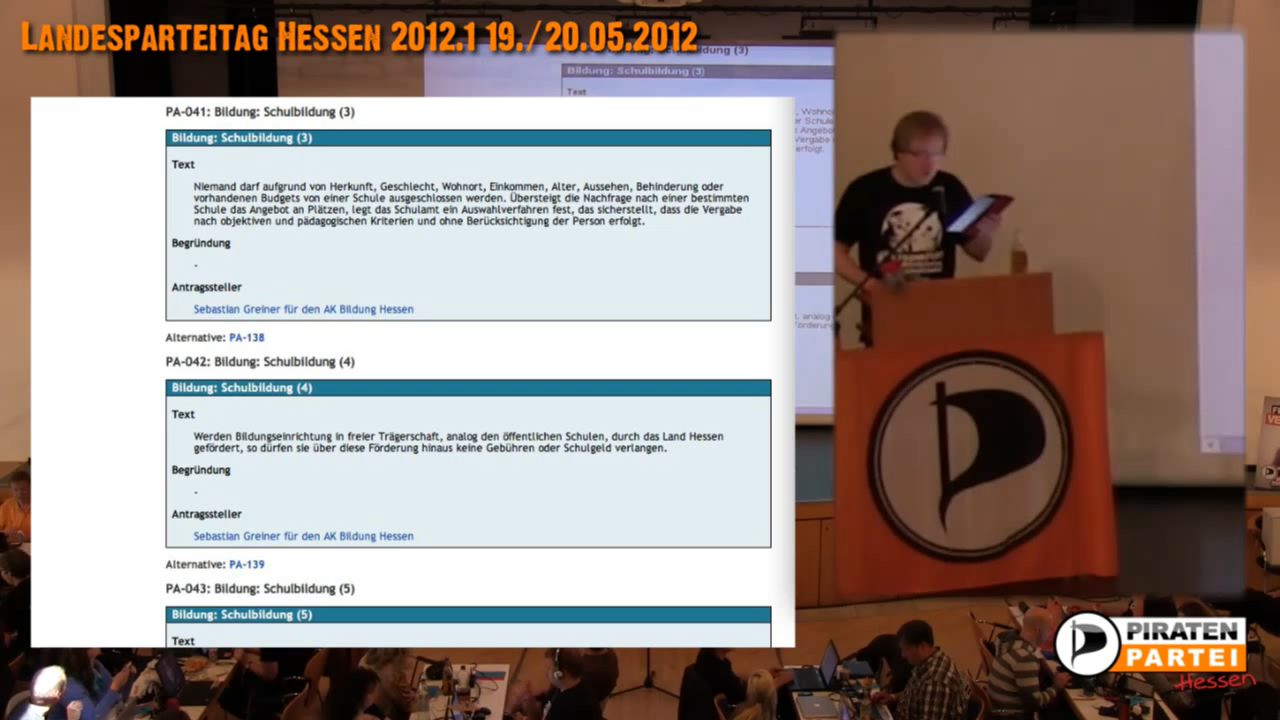 LANDESPARTEITAG HESSEN 2012.1 19./20.05.2012
dung (3)
Bildung: Schulbildung (3)
Text
PA-041: Bildung: Schulbildung (3)
Bildung: Schulbildung (3)
Text
Niemand darf aufgrund von Herkunft, Geschlecht, Wohnort, Einkommen, Alter, Aussehen, Behinderung oder
vorhandenen Budgets von einer Schule ausgeschlossen werden. Übersteigt die Nachfrage nach einer bestimmten
Schule das Angebot an Plätzen, legt das Schulamt ein Auswahlverfahren fest, das sicherstellt, dass die Vergabe
nach objektiven und pädagogischen Kriterien und ohne Berücksichtigung der Person erfolgt.
Begründung
-
Antragssteller
Sebastian Greiner für den AK Bildung Hessen
Alternative: PA-138
PA-042: Bildung: Schulbildung (4)
Bildung: Schulbildung (4)
Text
Werden Bildungseinrichtung in freier Trägerschaft, analog den öffentlichen Schulen, durch das Land Hessen
gefördert, so dürfen sie über diese Förderung hinaus keine Gebühren oder Schulgeld verlangen.
Begründung
-
Antragssteller
Sebastian Greiner für den AK Bildung Hessen
Alternative: PA-139
PA-043: Bildung: Schulbildung (5)
Bildung: Schulbildung (5)
Text
PIRATEN
PARTEI
Hessen